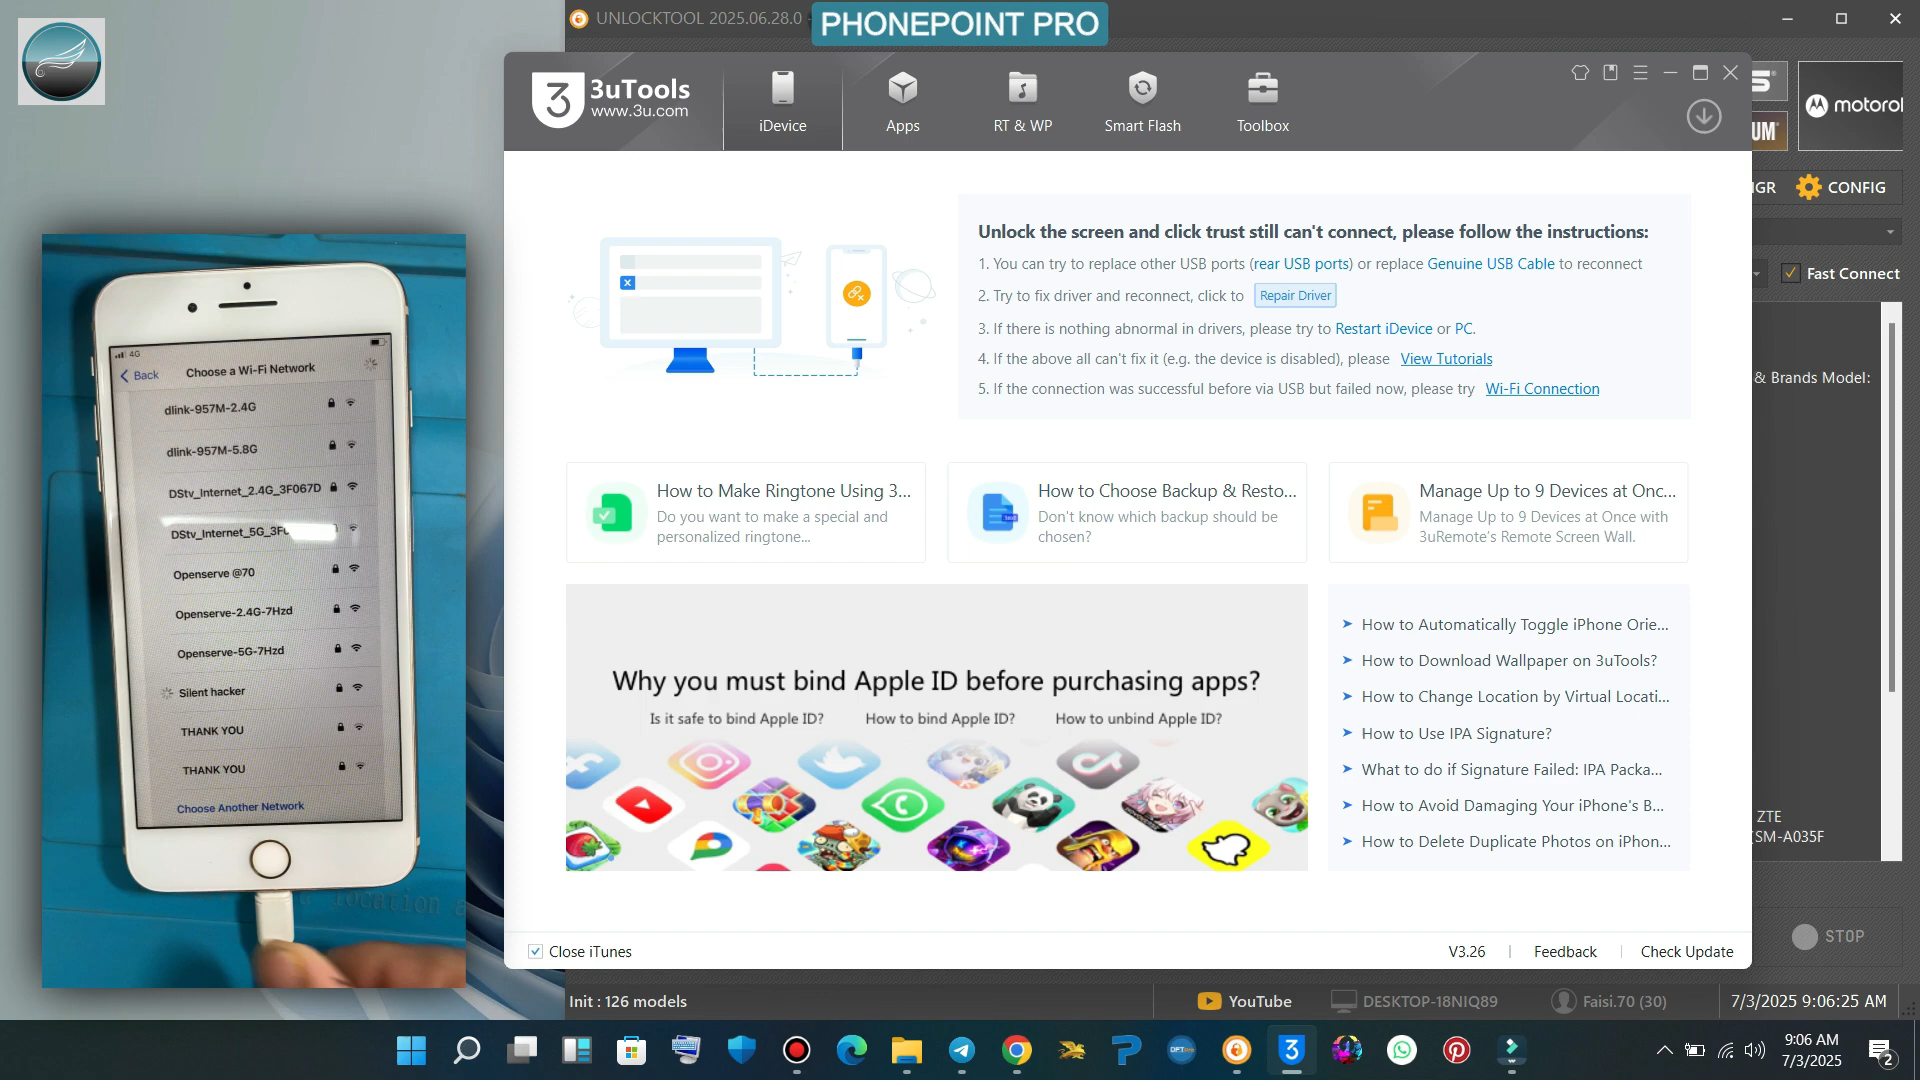 UNLOCKTOOL 2025.06.28.0
PHONEPOINT PRO
3uTools
www.3u.com
iDevice
Apps
RT & WP
Smart Flash
Toolbox
motorol
UM
IGR
CONFIG
Fast Connect
& Brands Model:
ZTE
SM-A035F
STOP
Unlock the screen and click trust still can't connect, please follow the instructions:
1. You can try to replace other USB ports (rear USB ports) or replace Genuine USB Cable to reconnect
2. Try to fix driver and reconnect, click to Repair Driver
3. If there is nothing abnormal in drivers, please try to Restart iDevice or PC.
4. If the above all can't fix it (e.g. the device is disabled), please View Tutorials
5. If the connection was successful before via USB but failed now, please try Wi-Fi Connection
How to Make Ringtone Using 3...
Do you want to make a special and
personalized ringtone...
How to Choose Backup & Resto...
Don't know which backup should be
chosen?
Manage Up to 9 Devices at Onc...
Manage Up to 9 Devices at Once with
3uRemote's Remote Screen Wall.
Why you must bind Apple ID before purchasing apps?
Is it safe to bind Apple ID? How to bind Apple ID? How to unbind Apple ID?
How to Automatically Toggle iPhone Orie...
How to Download Wallpaper on 3uTools?
How to Change Location by Virtual Locati...
How to Use IPA Signature?
What to do if Signature Failed: IPA Packa...
How to Avoid Damaging Your iPhone's B...
How to Delete Duplicate Photos on iPhon...
Close iTunes
V3.26
Feedback
Check Update
4G
Back
Choose a Wi-Fi Network
dlink-957M-2.4G
dlink-957M-5.8G
DStv_Internet_2.4G_3F067D
DStv_Internet_5G_3F
Openserve @70
Openserve-2.4G-7Hzd
Openserve-5G-7Hzd
Silent hacker
THANK YOU
THANK YOU
Choose Another Network
location
Init : 126 models
YouTube
DESKTOP-18NIQ89
Faisi.70 (30)
7/3/2025 9:06:25 AM
9:06 AM
7/3/2025
2